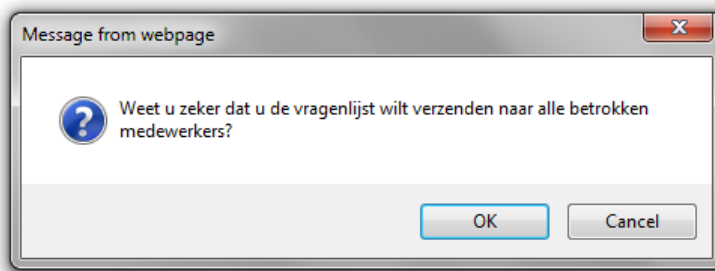 Message from webpage
Weet u zeker dat u de vragenlijst wilt verzenden naar alle betrokken
medewerkers?
OK
Cancel